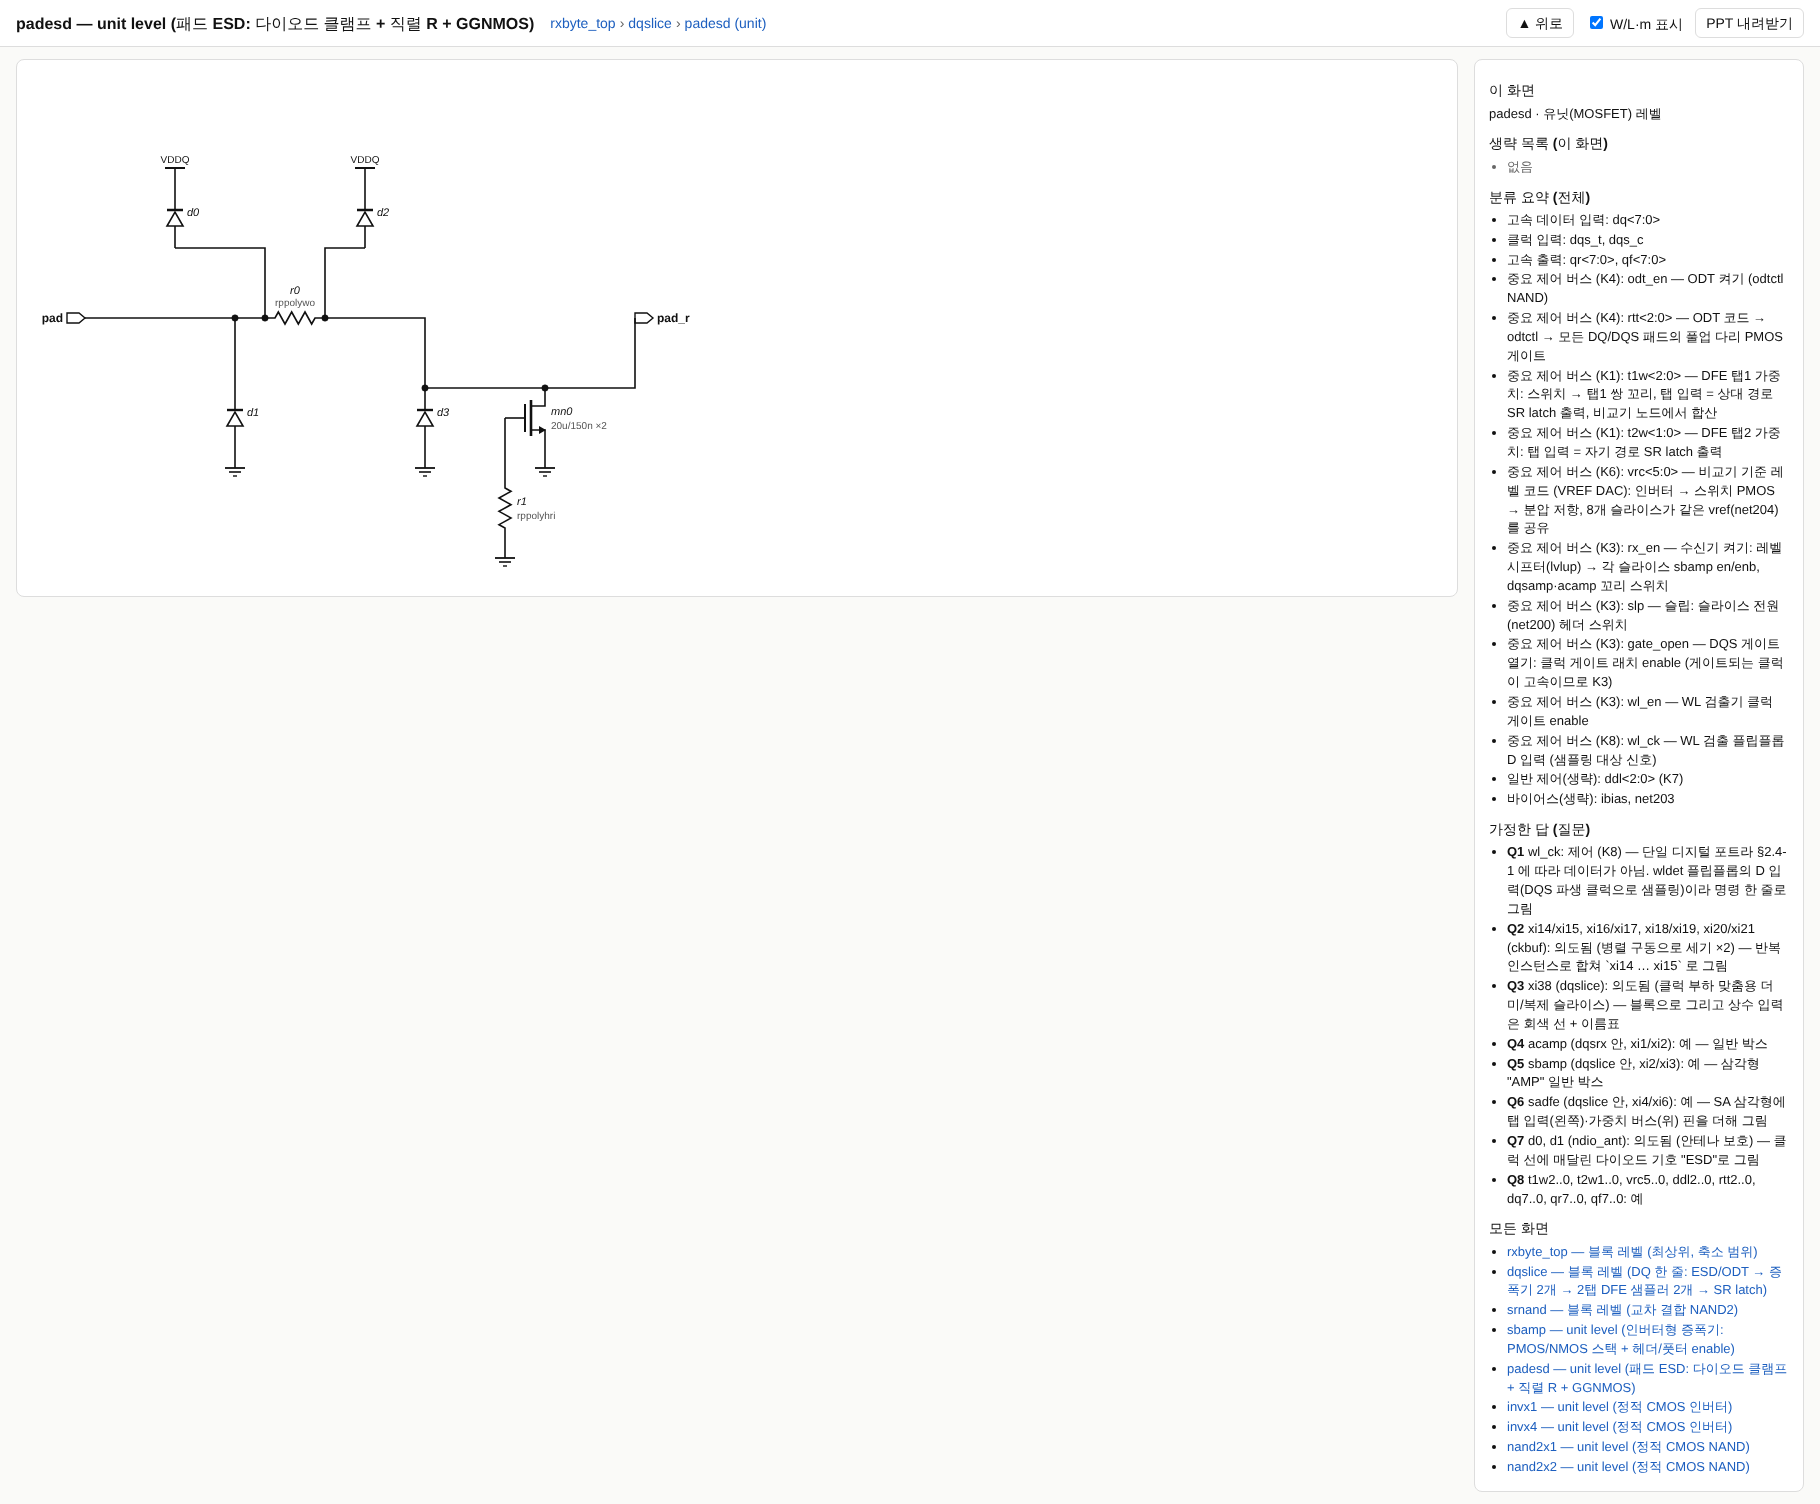 padesd — unit level (패드 ESD: 다이오드 클램프 + 직렬 R + GGNMOS)
rxbyte_top › dqslice › padesd (unit)
▲ 위로
W/L·m 표시
PPT 내려받기
VDDQ
VDDQ
d0
d2
r0
rppolywo
pad
pad_r
d1
d3
mn0
20u/150n ×2
r1
rppolyhri
이 화면
padesd · 유닛(MOSFET) 레벨
생략 목록 (이 화면)
없음
분류 요약 (전체)
고속 데이터 입력: dq<7:0>
클럭 입력: dqs_t, dqs_c
고속 출력: qr<7:0>, qf<7:0>
중요 제어 버스 (K4): odt_en — ODT 켜기 (odtctl
NAND)
중요 제어 버스 (K4): rtt<2:0> — ODT 코드 →
odtctl → 모든 DQ/DQS 패드의 풀업 다리 PMOS
게이트
중요 제어 버스 (K1): t1w<2:0> — DFE 탭1 가중
치: 스위치 → 탭1 쌍 꼬리, 탭 입력 = 상대 경로
SR latch 출력, 비교기 노드에서 합산
중요 제어 버스 (K1): t2w<1:0> — DFE 탭2 가중
치: 탭 입력 = 자기 경로 SR latch 출력
중요 제어 버스 (K6): vrc<5:0> — 비교기 기준 레
벨 코드 (VREF DAC): 인버터 → 스위치 PMOS
→ 분압 저항, 8개 슬라이스가 같은 vref(net204)
를 공유
중요 제어 버스 (K3): rx_en — 수신기 켜기: 레벨
시프터(lvlup) → 각 슬라이스 sbamp en/enb,
dqsamp·acamp 꼬리 스위치
중요 제어 버스 (K3): slp — 슬립: 슬라이스 전원
(net200) 헤더 스위치
중요 제어 버스 (K3): gate_open — DQS 게이트
열기: 클럭 게이트 래치 enable (게이트되는 클럭
이 고속이므로 K3)
중요 제어 버스 (K3): wl_en — WL 검출기 클럭
게이트 enable
중요 제어 버스 (K8): wl_ck — WL 검출 플립플롭
D 입력 (샘플링 대상 신호)
일반 제어(생략): ddl<2:0> (K7)
바이어스(생략): ibias, net203
가정한 답 (질문)
Q1 wl_ck: 제어 (K8) — 단일 디지털 포트라 §2.4-
1 에 따라 데이터가 아님. wldet 플립플롭의 D 입
력(DQS 파생 클럭으로 샘플링)이라 명령 한 줄로
그림
Q2 xi14/xi15, xi16/xi17, xi18/xi19, xi20/xi21
(ckbuf): 의도됨 (병렬 구동으로 세기 ×2) — 반복
인스턴스로 합쳐 `xi14 … xi15` 로 그림
Q3 xi38 (dqslice): 의도됨 (클럭 부하 맞춤용 더
미/복제 슬라이스) — 블록으로 그리고 상수 입력
은 회색 선 + 이름표
Q4 acamp (dqsrx 안, xi1/xi2): 예 — 일반 박스
Q5 sbamp (dqslice 안, xi2/xi3): 예 — 삼각형
"AMP" 일반 박스
Q6 sadfe (dqslice 안, xi4/xi6): 예 — SA 삼각형에
탭 입력(왼쪽)·가중치 버스(위) 핀을 더해 그림
Q7 d0, d1 (ndio_ant): 의도됨 (안테나 보호) — 클
럭 선에 매달린 다이오드 기호 "ESD"로 그림
Q8 t1w2..0, t2w1..0, vrc5..0, ddl2..0, rtt2..0,
dq7..0, qr7..0, qf7..0: 예
모든 화면
rxbyte_top — 블록 레벨 (최상위, 축소 범위)
dqslice — 블록 레벨 (DQ 한 줄: ESD/ODT → 증
폭기 2개 → 2탭 DFE 샘플러 2개 → SR latch)
srnand — 블록 레벨 (교차 결합 NAND2)
sbamp — unit level (인버터형 증폭기:
PMOS/NMOS 스택 + 헤더/풋터 enable)
padesd — unit level (패드 ESD: 다이오드 클램프
+ 직렬 R + GGNMOS)
invx1 — unit level (정적 CMOS 인버터)
invx4 — unit level (정적 CMOS 인버터)
nand2x1 — unit level (정적 CMOS NAND)
nand2x2 — unit level (정적 CMOS NAND)